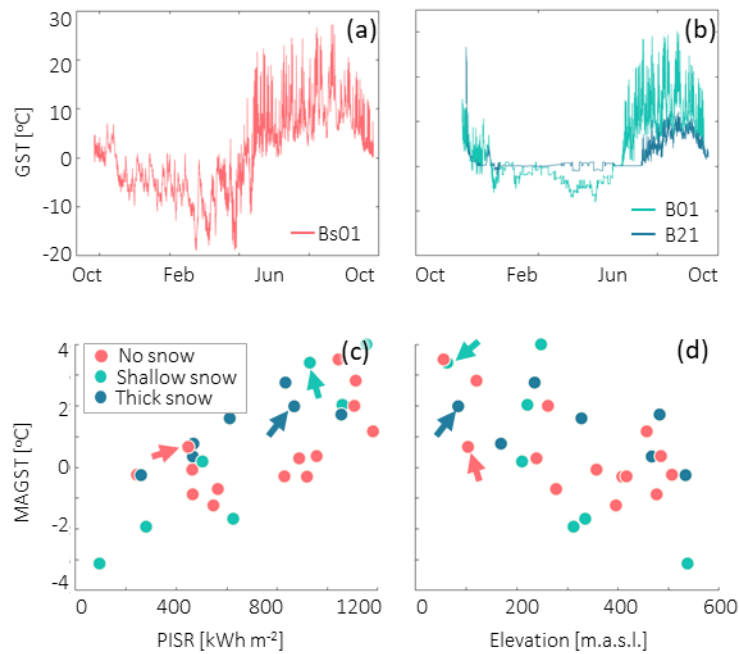 (a)
(b)
GST [ºC]
30
20
10
0
-10
-20
Bs01
B01
B21
Oct
Feb
Jun
Oct
Oct
Feb
Jun
Oct
No snow
Shallow snow
Thick snow
(c)
(d)
MAGST [ºC]
4
2
0
-2
-4
0
400
800
1200
0
200
400
600
PISR [kWh m⁻²]
Elevation [m.a.s.l.]